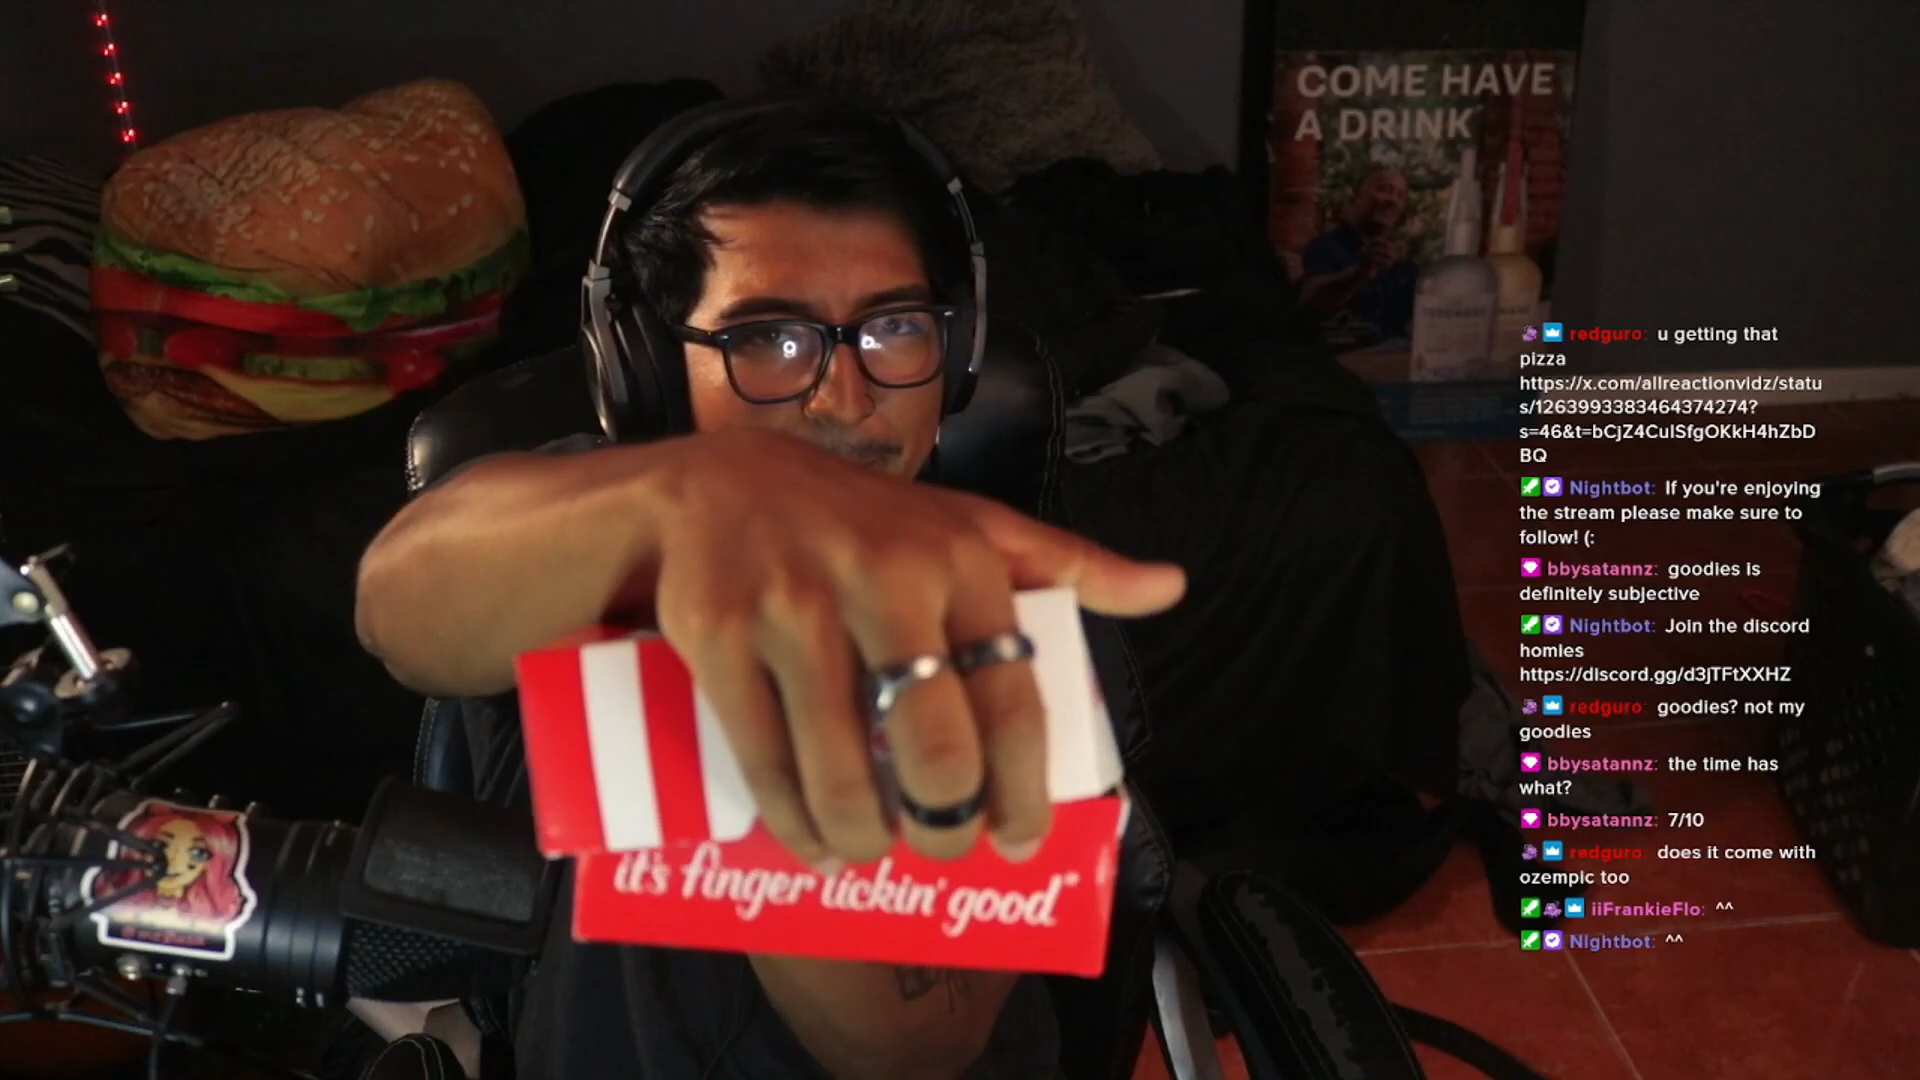 COME HAVE
A DRINK
redguro: u getting that
pizza
https://x.com/allreactionvidz/statu
s/1263993383464374274?
s=46&t=bCjZ4CulSfgOKkH4hZbD
BQ
Nightbot: If you're enjoying
the stream please make sure to
follow! (:
bbysatannz: goodies is
definitely subjective
Nightbot: Join the discord
homies
https://discord.gg/d3jTFtXXHZ
redguro: goodies? not my
goodies
bbysatannz: the time has
what?
bbysatannz: 7/10
redguro: does it come with
ozempic too
iiFrankieFlo: ^^
Nightbot: ^^
it's finger lickin' good